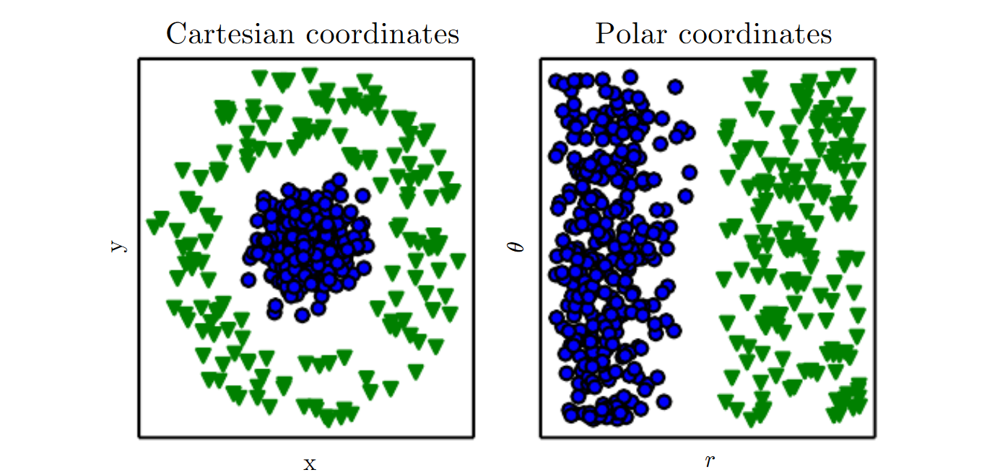 Cartesian coordinates
Polar coordinates
y
θ
x
r